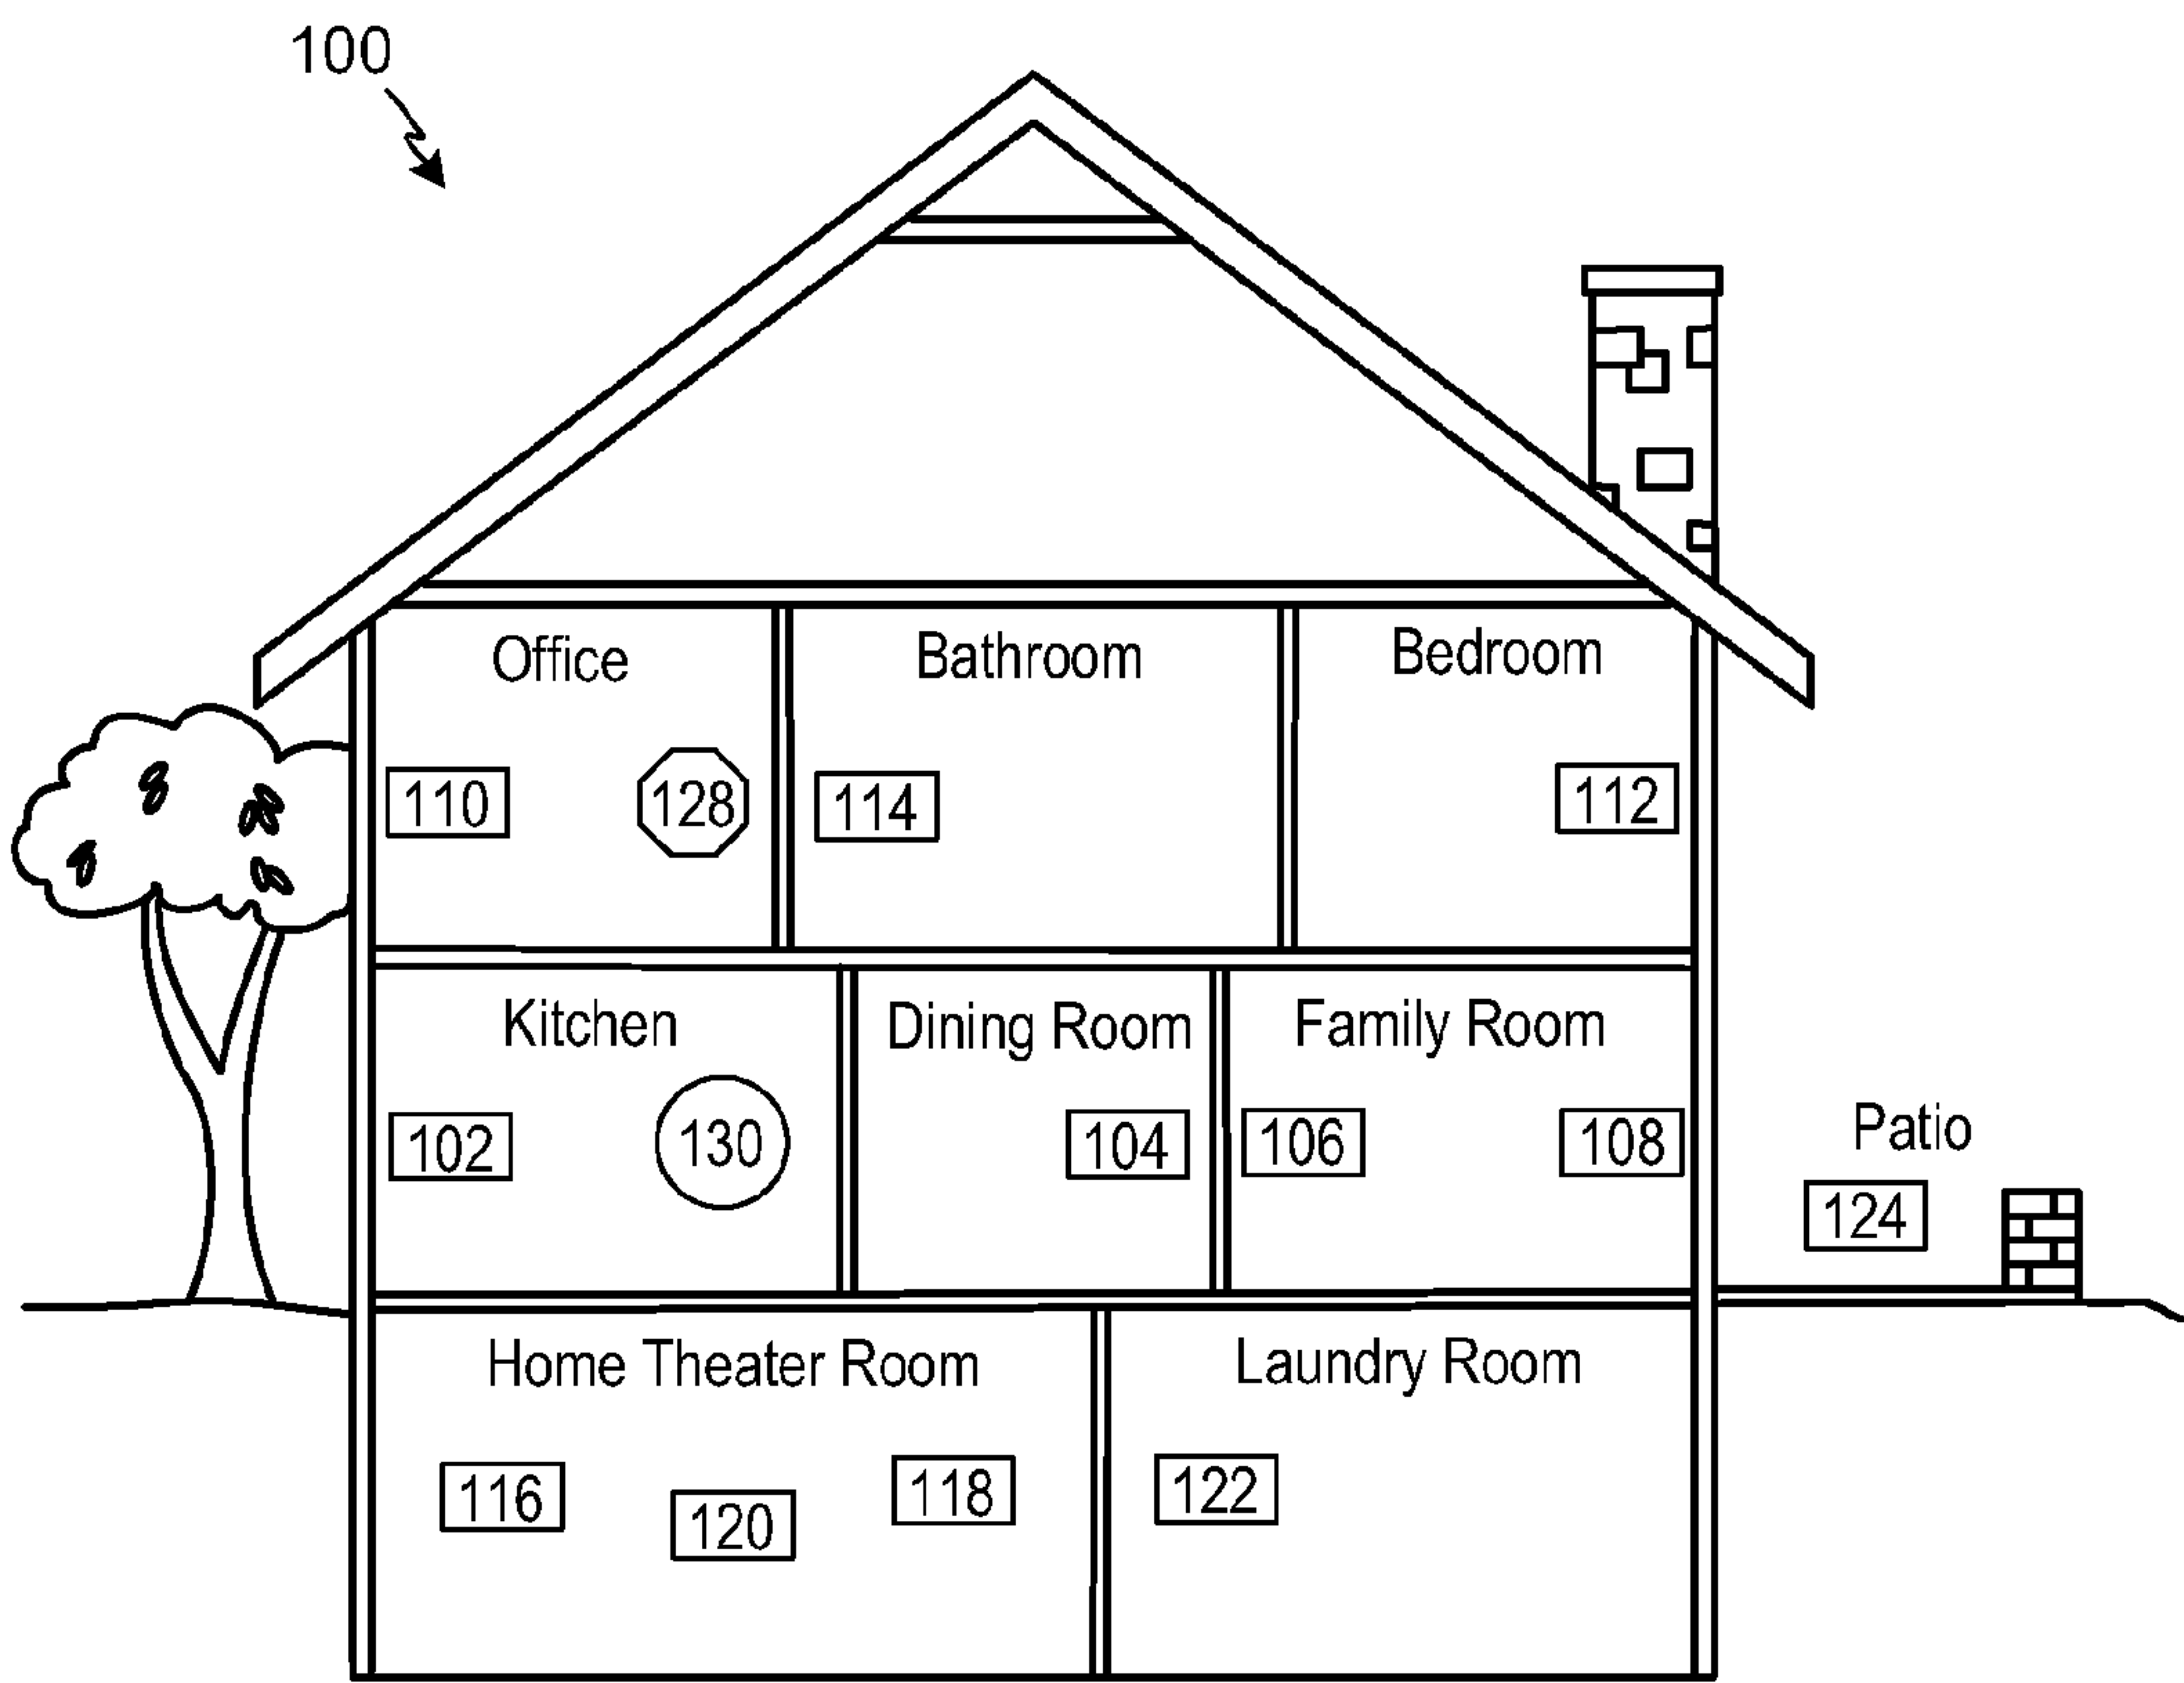 100
Office
Bathroom
Bedroom
110
128
114
112
Kitchen
Dining Room
Family Room
102
130
104
106
108
Patio
124
Home Theater Room
Laundry Room
116
120
118
122